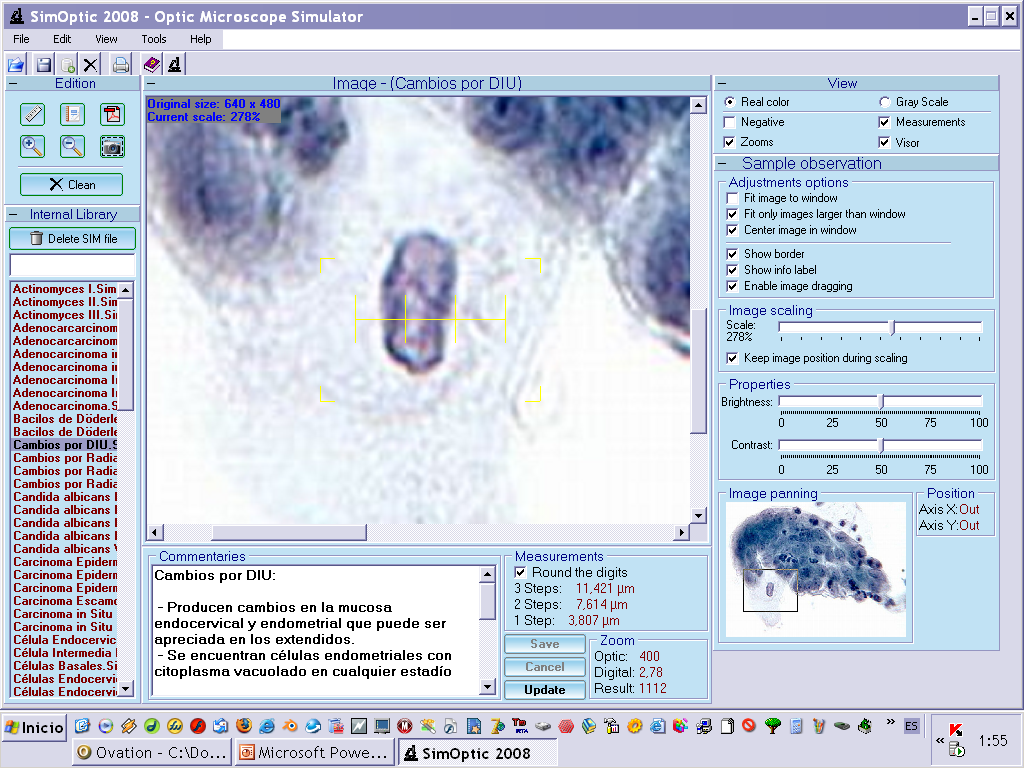 SimOptic 2008 - Optic Microscope Simulator
File Edit View Tools Help
Edition
Clean
Internal Library
Delete SIM file
Actinomyces I.Sim
Actinomyces II.Sim
Actinomyces III.Sim
Adenocarcarcinom
Adenocarcarcinom
Adenocarcinoma in
Adenocarcinoma in
Adenocarcinoma In
Adenocarcinoma In
Adenocarcinoma.S
Bacilos de Döderle
Bacilos de Döderle
Cambios por DIU.S
Cambios por Radia
Cambios por Radia
Cambios por Radia
Candida albicans I
Candida albicans I
Candida albicans I
Candida albicans I
Candida albicans V
Carcinoma Epiderm
Carcinoma Epiderm
Carcinoma Epiderm
Carcinoma Escamo
Carcinoma in Situ
Carcinoma in Situ
Célula Endocervic
Célula Intermedia I
Células Basales.Si
Células Endocervi
Células Endocervi
Image - (Cambios por DIU)
Original size: 640 x 480
Current scale: 278%
Commentaries
Cambios por DIU:
- Producen cambios en la mucosa
endocervical y endometrial que puede ser
apreciada en los extendidos.
- Se encuentran células endometriales con
citoplasma vacuolado en cualquier estadío
Measurements
Round the digits
3 Steps: 11,421 µm
2 Steps: 7,614 µm
1 Step: 3,807 µm
Save
Cancel
Update
Zoom
Optic: 400
Digital: 2,78
Result: 1112
View
Real color Gray Scale
Negative Measurements
Zooms Visor
Sample observation
Adjustments options
Fit image to window
Fit only images larger than window
Center image in window
Show border
Show info label
Enable image dragging
Image scaling
Scale:
278%
Keep image position during scaling
Properties
Brightness:
0 25 50 75 100
Contrast:
0 25 50 75 100
Image panning
Position
Axis X:Out
Axis Y:Out
Inicio
ES
1:55
Ovation - C:\Do...
Microsoft Powe...
SimOptic 2008